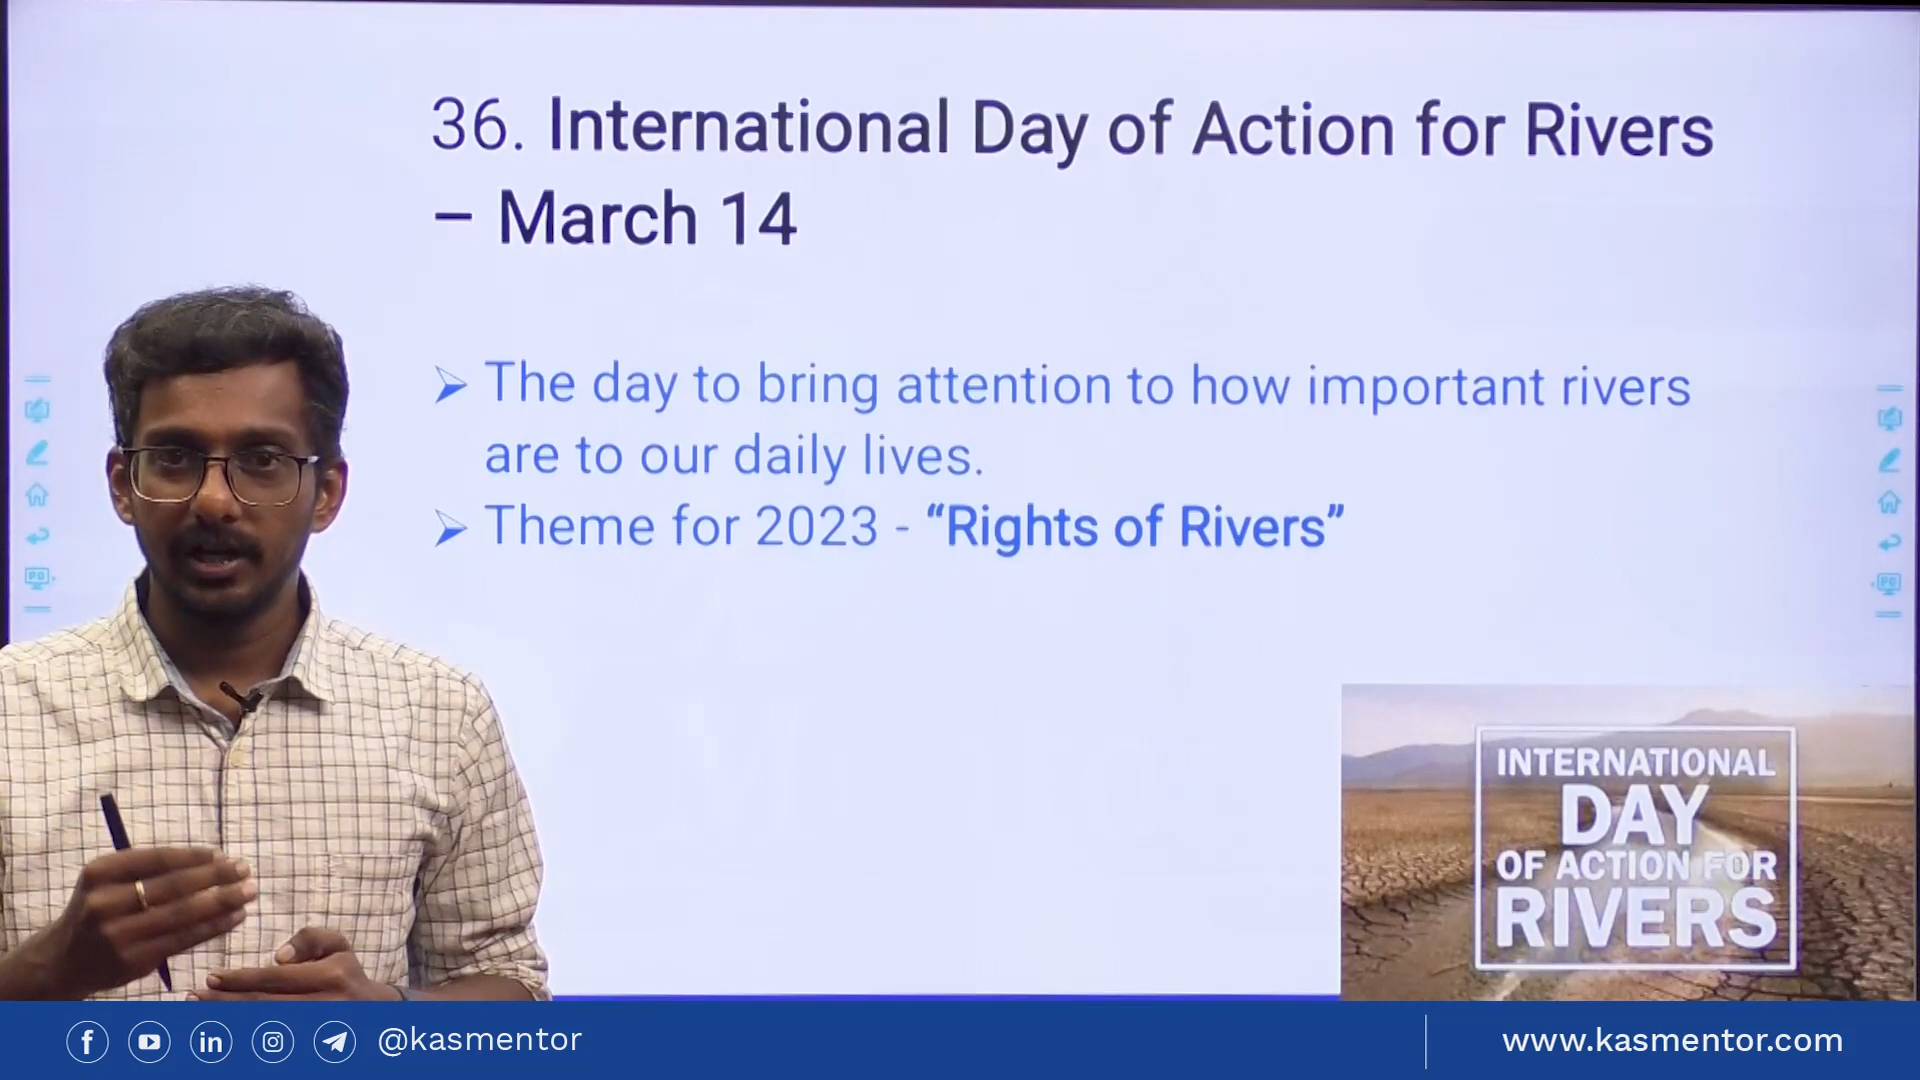 36. International Day of Action for Rivers
– March 14
➢ The day to bring attention to how important rivers
are to our daily lives.
➢ Theme for 2023 - “Rights of Rivers”
INTERNATIONAL
DAY
OF ACTION FOR
RIVERS
@kasmentor
www.kasmentor.com